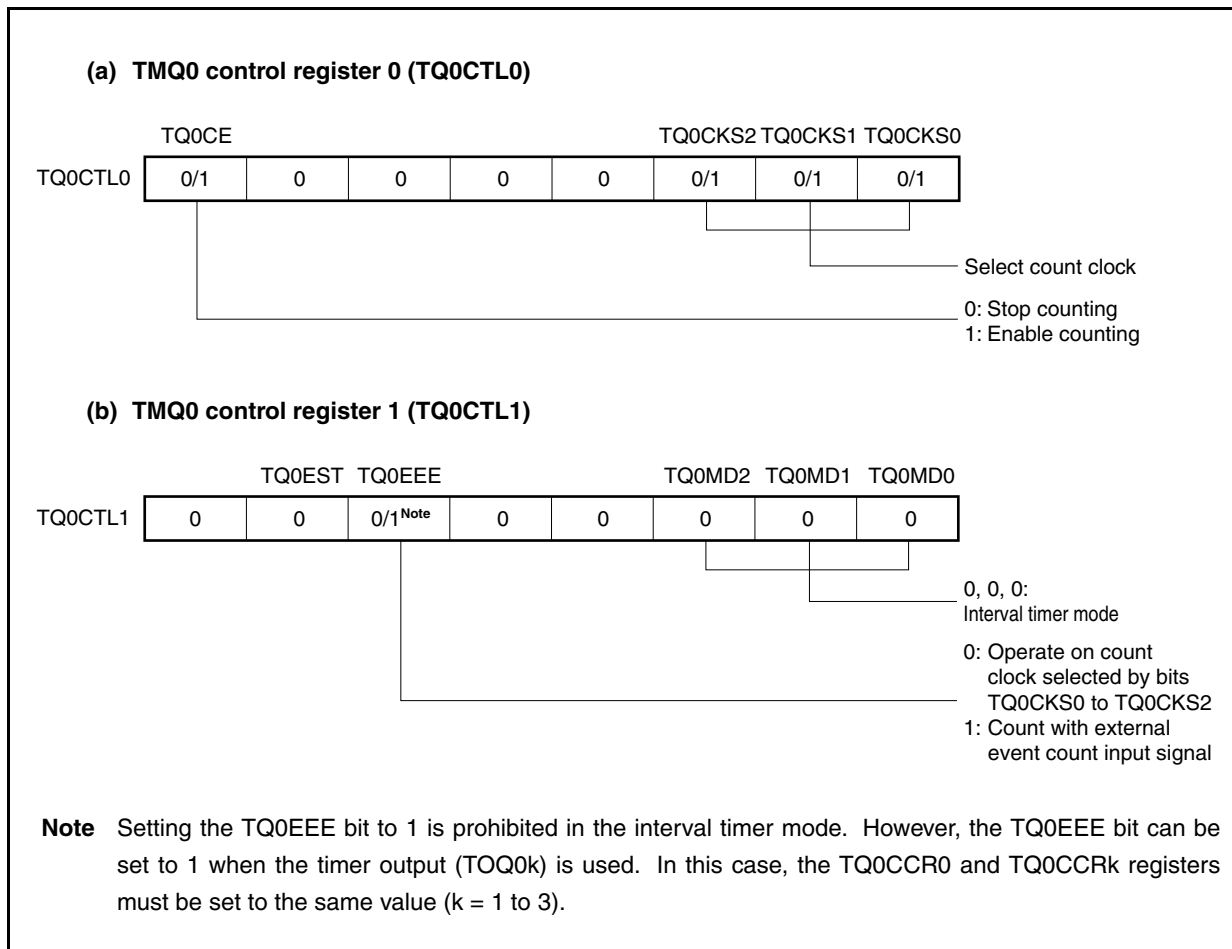 (a) TMQ0 control register 0 (TQ0CTL0)
TQ0CE TQ0CKS2 TQ0CKS1 TQ0CKS0
TQ0CTL0 0/1 0 0 0 0 0/1 0/1 0/1
Select count clock
0: Stop counting
1: Enable counting
(b) TMQ0 control register 1 (TQ0CTL1)
TQ0EST TQ0EEE TQ0MD2 TQ0MD1 TQ0MD0
TQ0CTL1 0 0 0/1Note 0 0 0 0 0
0, 0, 0:
Interval timer mode
0: Operate on count
clock selected by bits
TQ0CKS0 to TQ0CKS2
1: Count with external
event count input signal
Note Setting the TQ0EEE bit to 1 is prohibited in the interval timer mode. However, the TQ0EEE bit can be
set to 1 when the timer output (TOQ0k) is used. In this case, the TQ0CCR0 and TQ0CCRk registers
must be set to the same value (k = 1 to 3).